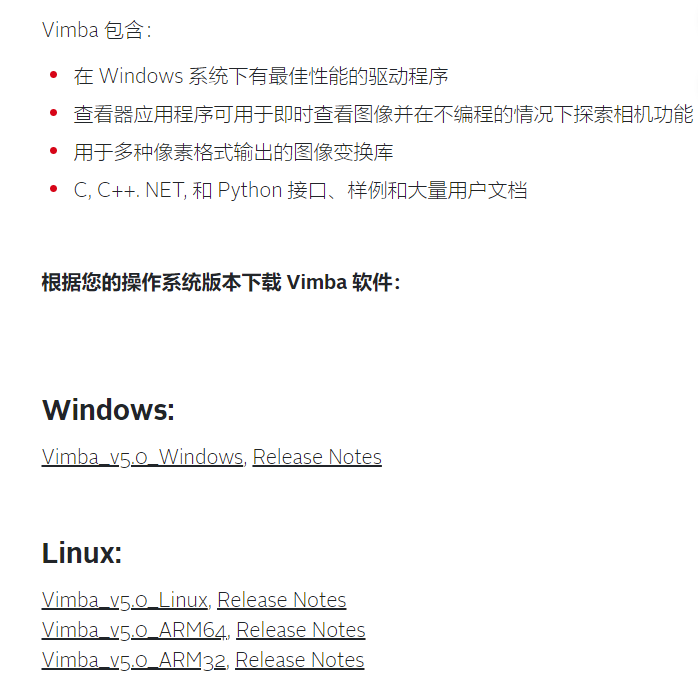 Vimba 包含：
在 Windows 系统下有最佳性能的驱动程序
查看器应用程序可用于即时查看图像并在不编程的情况下探索相机功能
用于多种像素格式输出的图像变换库
C, C++. NET, 和 Python 接口、样例和大量用户文档
根据您的操作系统版本下载 Vimba 软件：
Windows:
Vimba_v5.0_Windows, Release Notes
Linux:
Vimba_v5.0_Linux, Release Notes
Vimba_v5.0_ARM64, Release Notes
Vimba_v5.0_ARM32, Release Notes